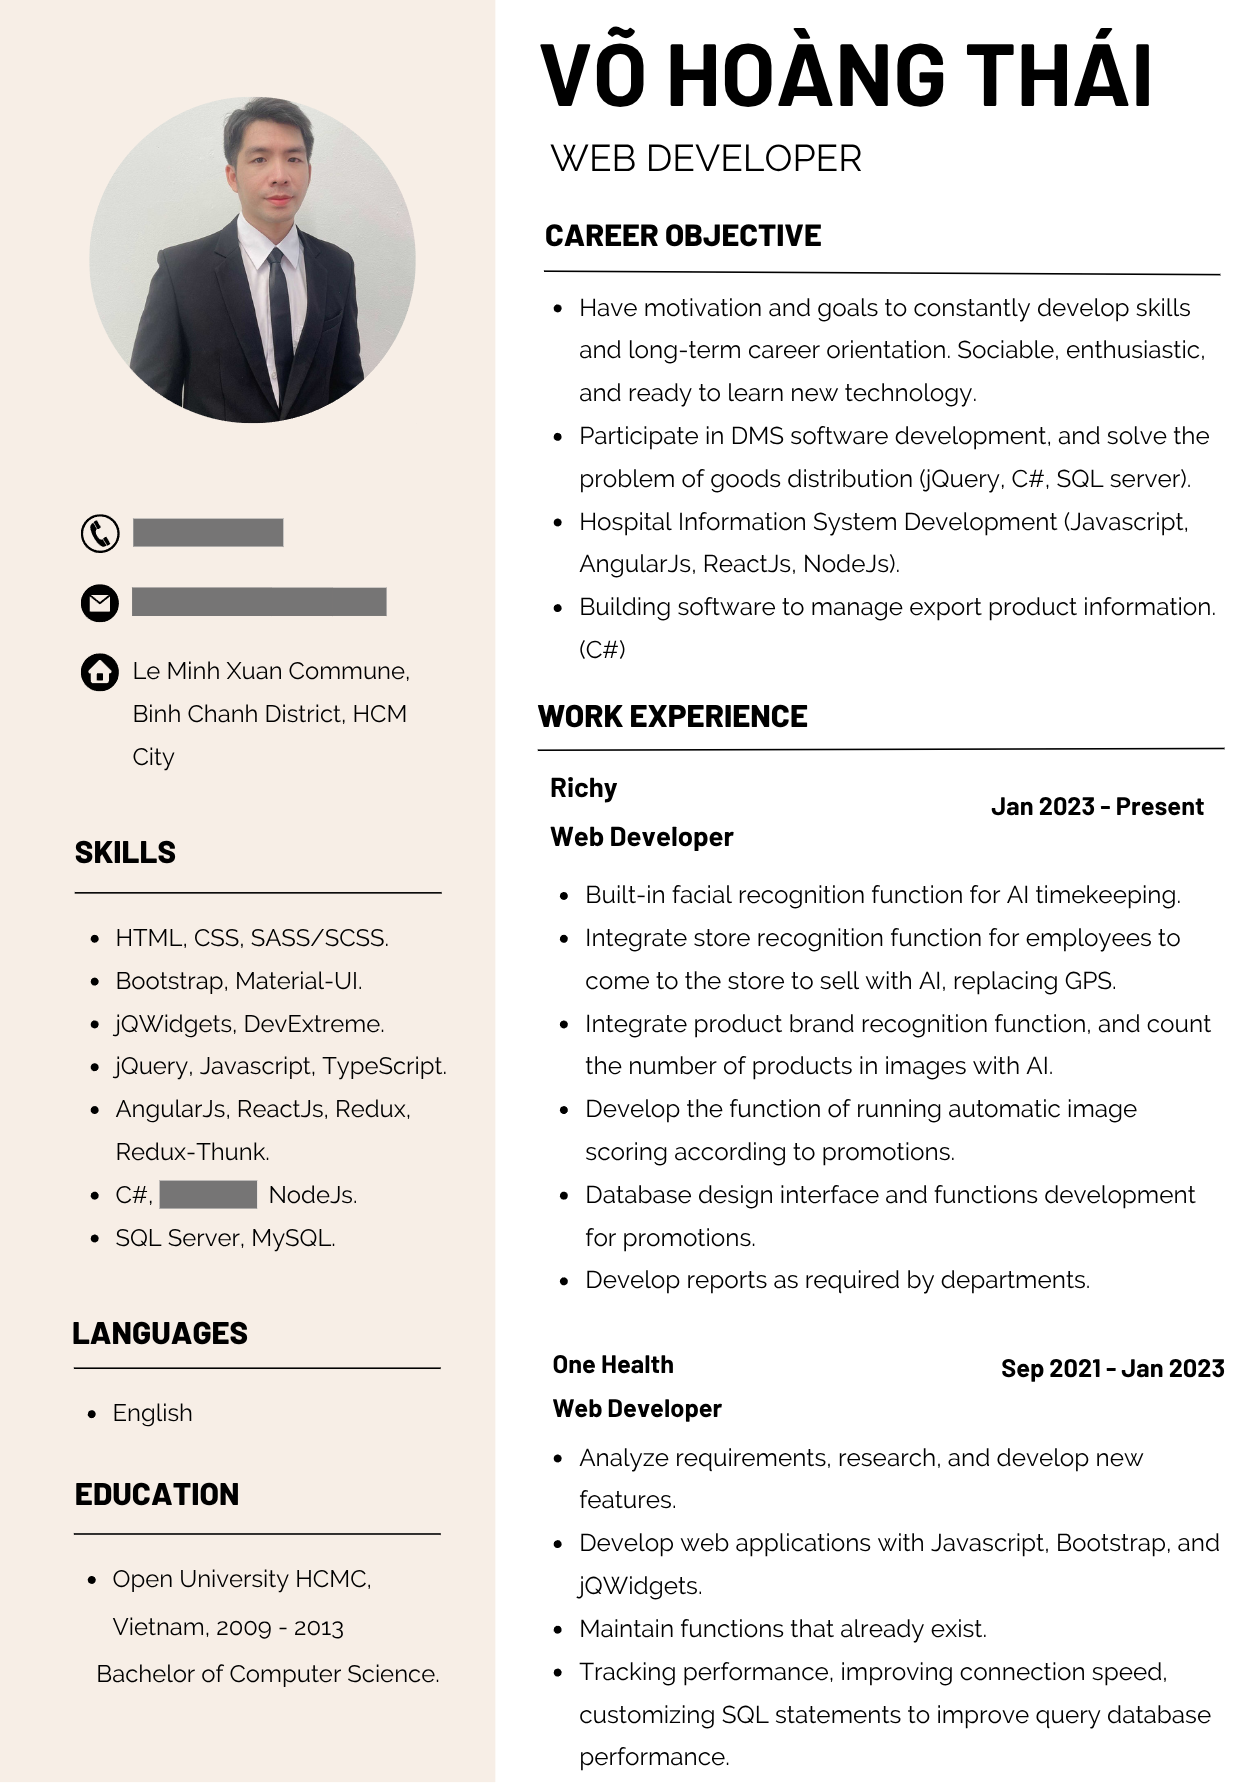 VÕ HOÀNG THÁI
WEB DEVELOPER
CAREER OBJECTIVE
• Have motivation and goals to constantly develop skills
and long-term career orientation. Sociable, enthusiastic,
and ready to learn new technology.
• Participate in DMS software development, and solve the
problem of goods distribution (jQuery, C#, SQL server).
• Hospital Information System Development (Javascript,
AngularJs, ReactJs, NodeJs).
• Building software to manage export product information.
(C#)
WORK EXPERIENCE
Richy
Jan 2023 - Present
Web Developer
• Built-in facial recognition function for AI timekeeping.
• Integrate store recognition function for employees to
come to the store to sell with AI, replacing GPS.
• Integrate product brand recognition function, and count
the number of products in images with AI.
• Develop the function of running automatic image
scoring according to promotions.
• Database design interface and functions development
for promotions.
• Develop reports as required by departments.
One Health
Sep 2021 - Jan 2023
Web Developer
• Analyze requirements, research, and develop new
features.
• Develop web applications with Javascript, Bootstrap, and
jQWidgets.
• Maintain functions that already exist.
• Tracking performance, improving connection speed,
customizing SQL statements to improve query database
performance.
Le Minh Xuan Commune,
Binh Chanh District, HCM
City
SKILLS
• HTML, CSS, SASS/SCSS.
• Bootstrap, Material-UI.
• jQWidgets, DevExtreme.
• jQuery, Javascript, TypeScript.
• AngularJs, ReactJs, Redux,
Redux-Thunk.
• C#, NodeJs.
• SQL Server, MySQL.
LANGUAGES
• English
EDUCATION
• Open University HCMC,
Vietnam, 2009 - 2013
Bachelor of Computer Science.